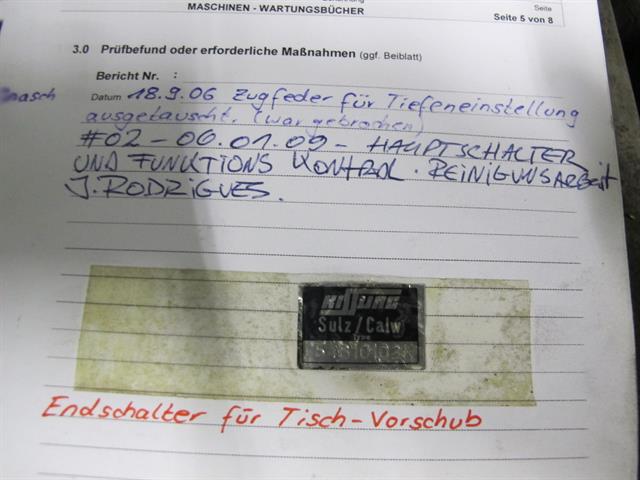 MASCHINEN - WARTUNGSBÜCHER
Seite
Seite 5 von 8
3.0 Prüfbefund oder erforderliche Maßnahmen (ggf. Beiblatt)
Bericht Nr. :
Datum 18.9.06 Zugfeder für Tiefeneinstellung
ausgetauscht. (war gebrochen)
#02-06.01.09- HAUPTSCHALTER
UND FUNKTIONS KONTROL. REINIGUNSARBEIT
J. RODRIGUES.
Sulz/Calw
Type
Endschalter für Tisch-Vorschub